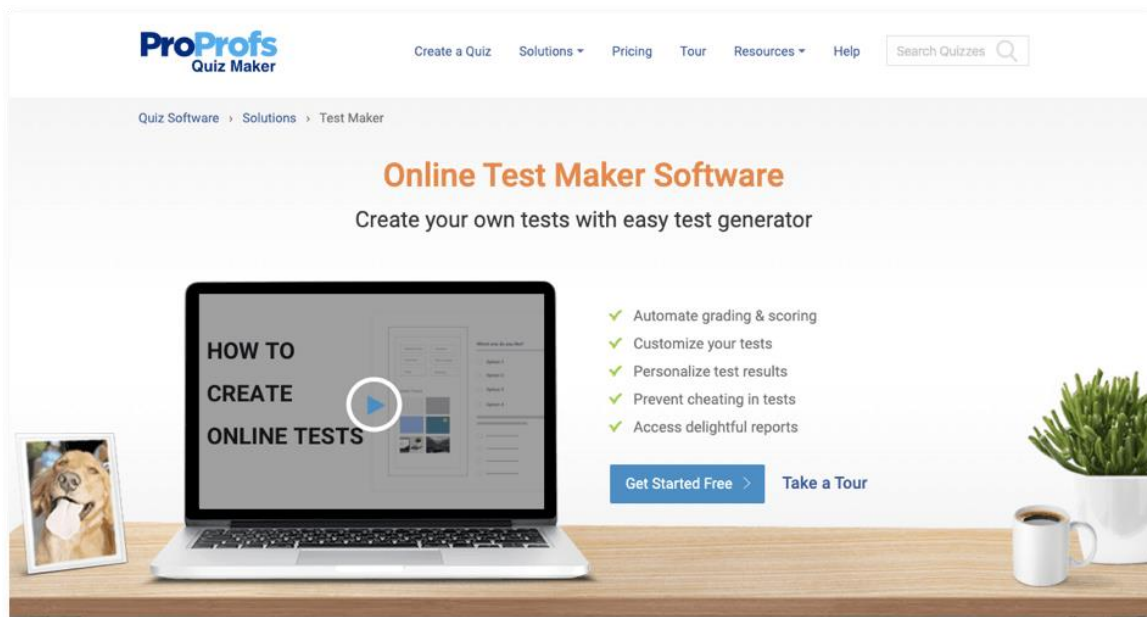 ProProfs
Quiz Maker
Create a Quiz Solutions Pricing Tour Resources Help Search Quizzes
Quiz Software › Solutions › Test Maker
Online Test Maker Software
Create your own tests with easy test generator
HOW TO
CREATE
ONLINE TESTS
Automate grading & scoring
Customize your tests
Personalize test results
Prevent cheating in tests
Access delightful reports
Get Started Free >
Take a Tour